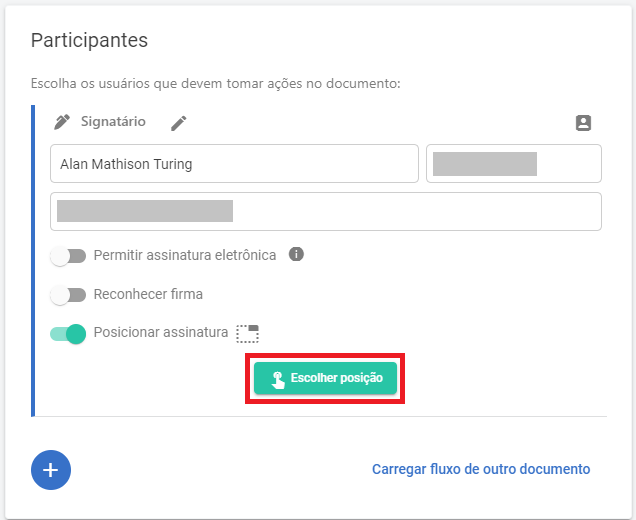 Participantes
Escolha os usuários que devem tomar ações no documento:
Signatário
Alan Mathison Turing
Permitir assinatura eletrônica
Reconhecer firma
Posicionar assinatura
Escolher posição
Carregar fluxo de outro documento